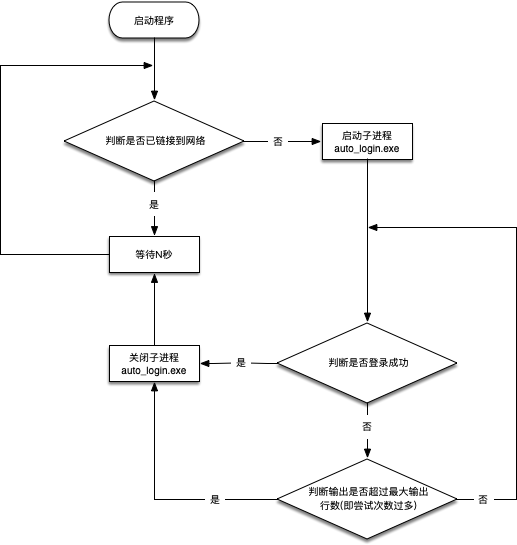 启动程序
判断是否已链接到网络
否
启动子进程
auto_login.exe
是
等待N秒
关闭子进程
auto_login.exe
是
判断是否登录成功
否
判断输出是否超过最大输出
行数(即尝试次数过多)
是
否